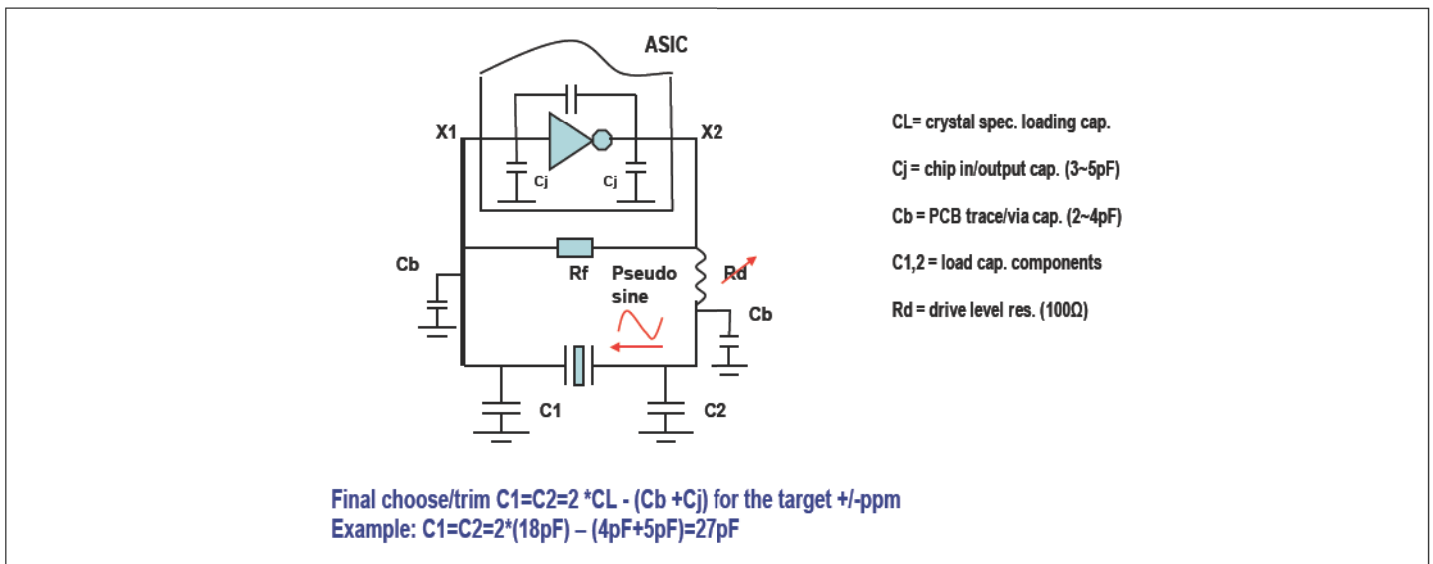 ASIC
X1
X2
Cj
Cj
Cb
Rf
Pseudo
sine
Rd
Cb
C1
C2
CL= crystal spec. loading cap.
Cj = chip in/output cap. (3~5pF)
Cb = PCB trace/via cap. (2~4pF)
C1,2 = load cap. components
Rd = drive level res. (100Ω)
Final choose/trim C1=C2=2 *CL - (Cb +Cj) for the target +/-ppm
Example: C1=C2=2*(18pF) – (4pF+5pF)=27pF